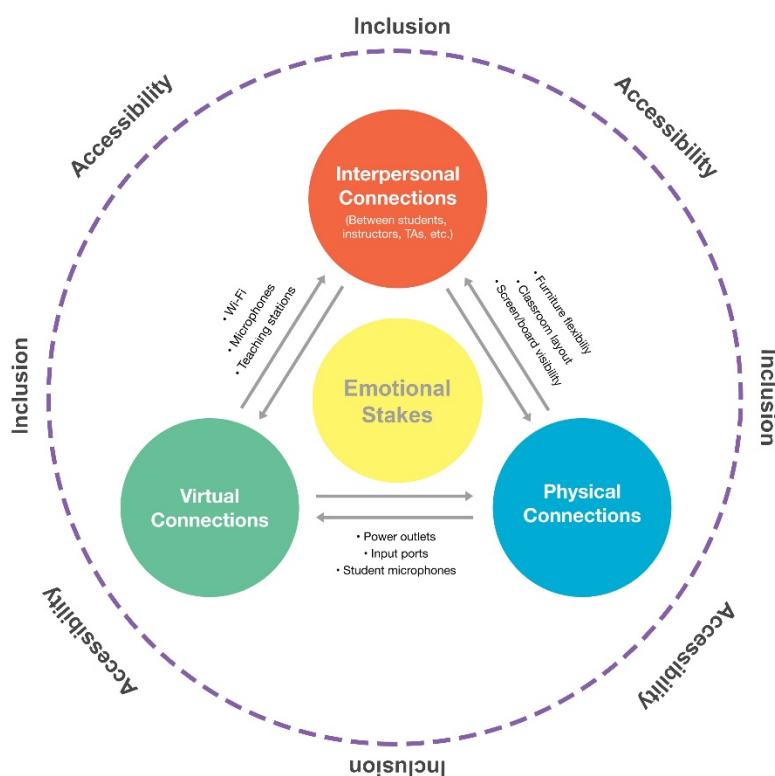 Inclusion
Accessibility
Accessibility
Interpersonal
Connections
(Between students,
instructors, TAs, etc.)
• Wi-Fi
• Microphones
• Teaching stations
• Furniture flexibiliy
• Classroom layout
• Screen/board visibility
Inclusion
Emotional
Stakes
Inclusion
Virtual
Connections
Physical
Connections
• Power outlets
• Input ports
• Student microphones
Accessibility
Accessibility
Inclusion